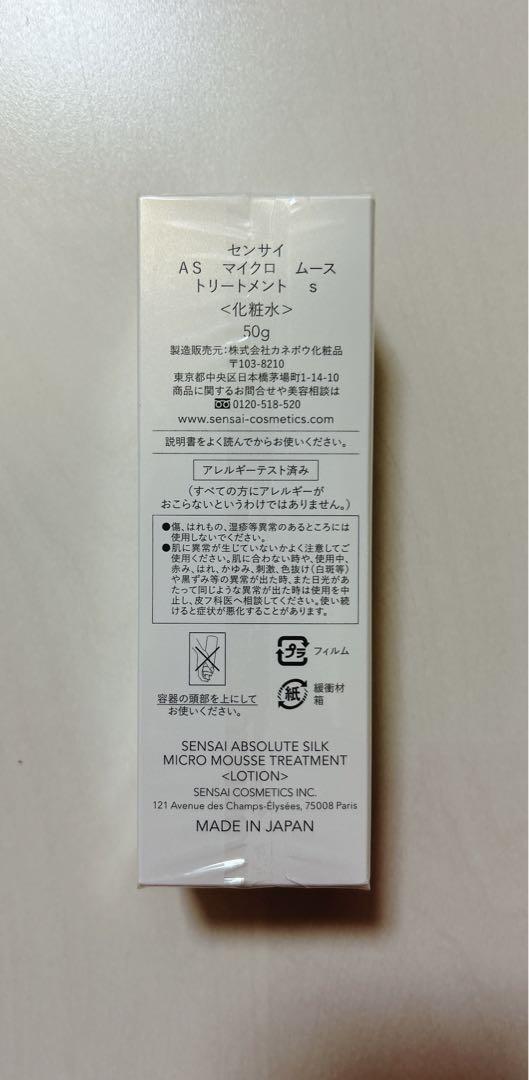 センサイ
AS マイクロ ムース
トリートメント s
<化粧水>
50g
製造販売元:株式会社カネボウ化粧品
〒103-8210
東京都中央区日本橋茅場町1-14-10
商品に関するお問合せや美容相談は
0120-518-520
www.sensai-cosmetics.com
説明書をよく読んでからお使いください。
アレルギーテスト済み
(すべての方にアレルギーが
おこらないというわけではありません。)
●傷、はれもの、湿疹等異常のあるところには
使用しないでください。
●肌に異常が生じていないかよく注意してご
使用ください。肌に合わない時や、使用中、
赤み、はれ、かゆみ、刺激、色抜け(白斑等)
や黒ずみ等の異常が出た時、また日光があ
たって同じような異常が出た時は使用を中
止し、皮フ科医へ相談してください。使い続
けると症状が悪化することがあります。
プラ フィルム
紙 緩衝材
箱
容器の頭部を上にして
お使いください。
SENSAI ABSOLUTE SILK
MICRO MOUSSE TREATMENT
<LOTION>
SENSAI COSMETICS INC.
121 Avenue des Champs-Élysées, 75008 Paris
MADE IN JAPAN